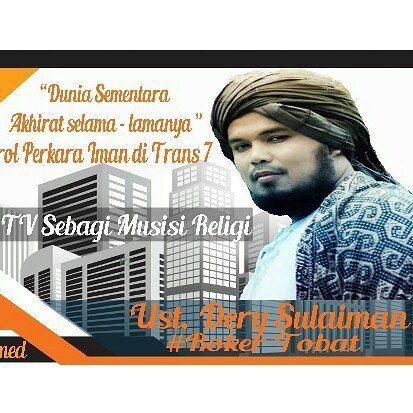 “Dunia Sementara
Akhirat selama - lamanya”
rol Perkara Iman di Trans 7
TV Sebagi Musisi Religi
Ust. Dery Sulaiman
#Roker Tobat
ned